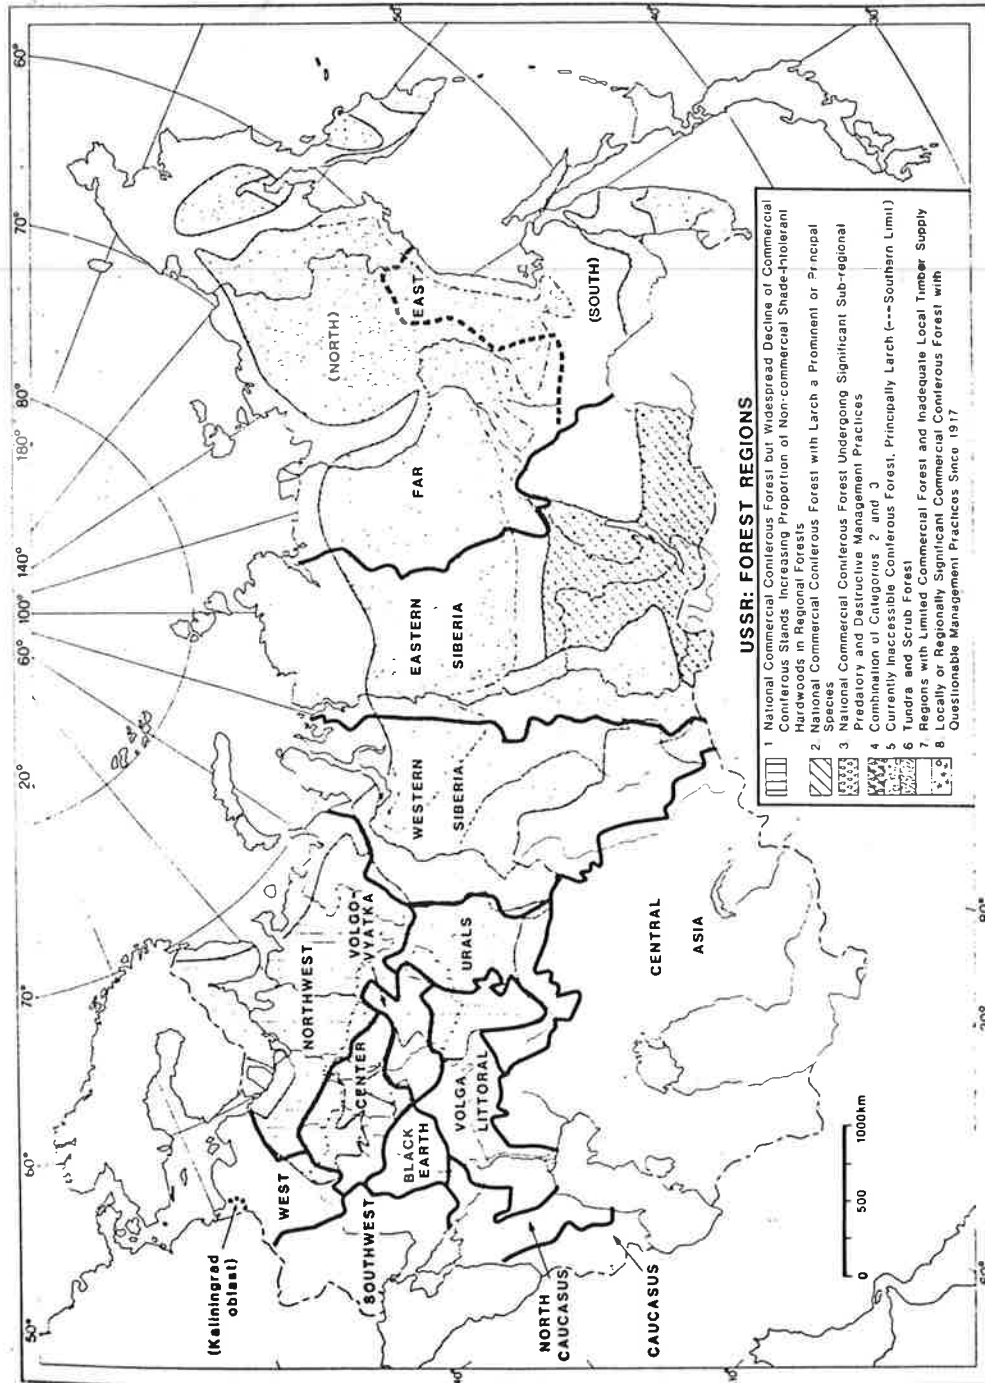 USSR: FOREST REGIONS
1 National Commercial Coniferous Forest but Widespread Decline of Commercial
Coniferous Stands Increasing Proportion of Non-commercial Shade-Intolerant
Hardwoods in Regional Forests
2. National Commercial Coniferous Forest with Larch a Prominent or Principal
Species
3 National Commercial Coniferous Forest Undergoing Significant Sub-regional
Predatory and Destructive Management Practices
4 Combination of Categories 2 and 3
5 Currently Inaccessible Coniferous Forest, Principally Larch (--- Southern Limit)
6 Tundra and Scrub Forest
7 Regions with Limited Commercial Forest and Inadequate Local Timber Supply
8 Locally or Regionally Significant Commercial Coniferous Forest with
Questionable Management Practices Since 1917
50°
60°
70°
20°
60°
100°
140°
180°
80°
70°
60°
50°
40°
30°
(Kaliningrad
oblast)
WEST
SOUTHWEST
NORTHWEST
CENTER
BLACK
EARTH
VOLGO-
VYATKA
VOLGA
LITTORAL
URALS
NORTH
CAUCASUS
CAUCASUS
WESTERN
SIBERIA
EASTERN
SIBERIA
FAR
EAST
(NORTH)
(SOUTH)
CENTRAL
ASIA
0
500
1000km